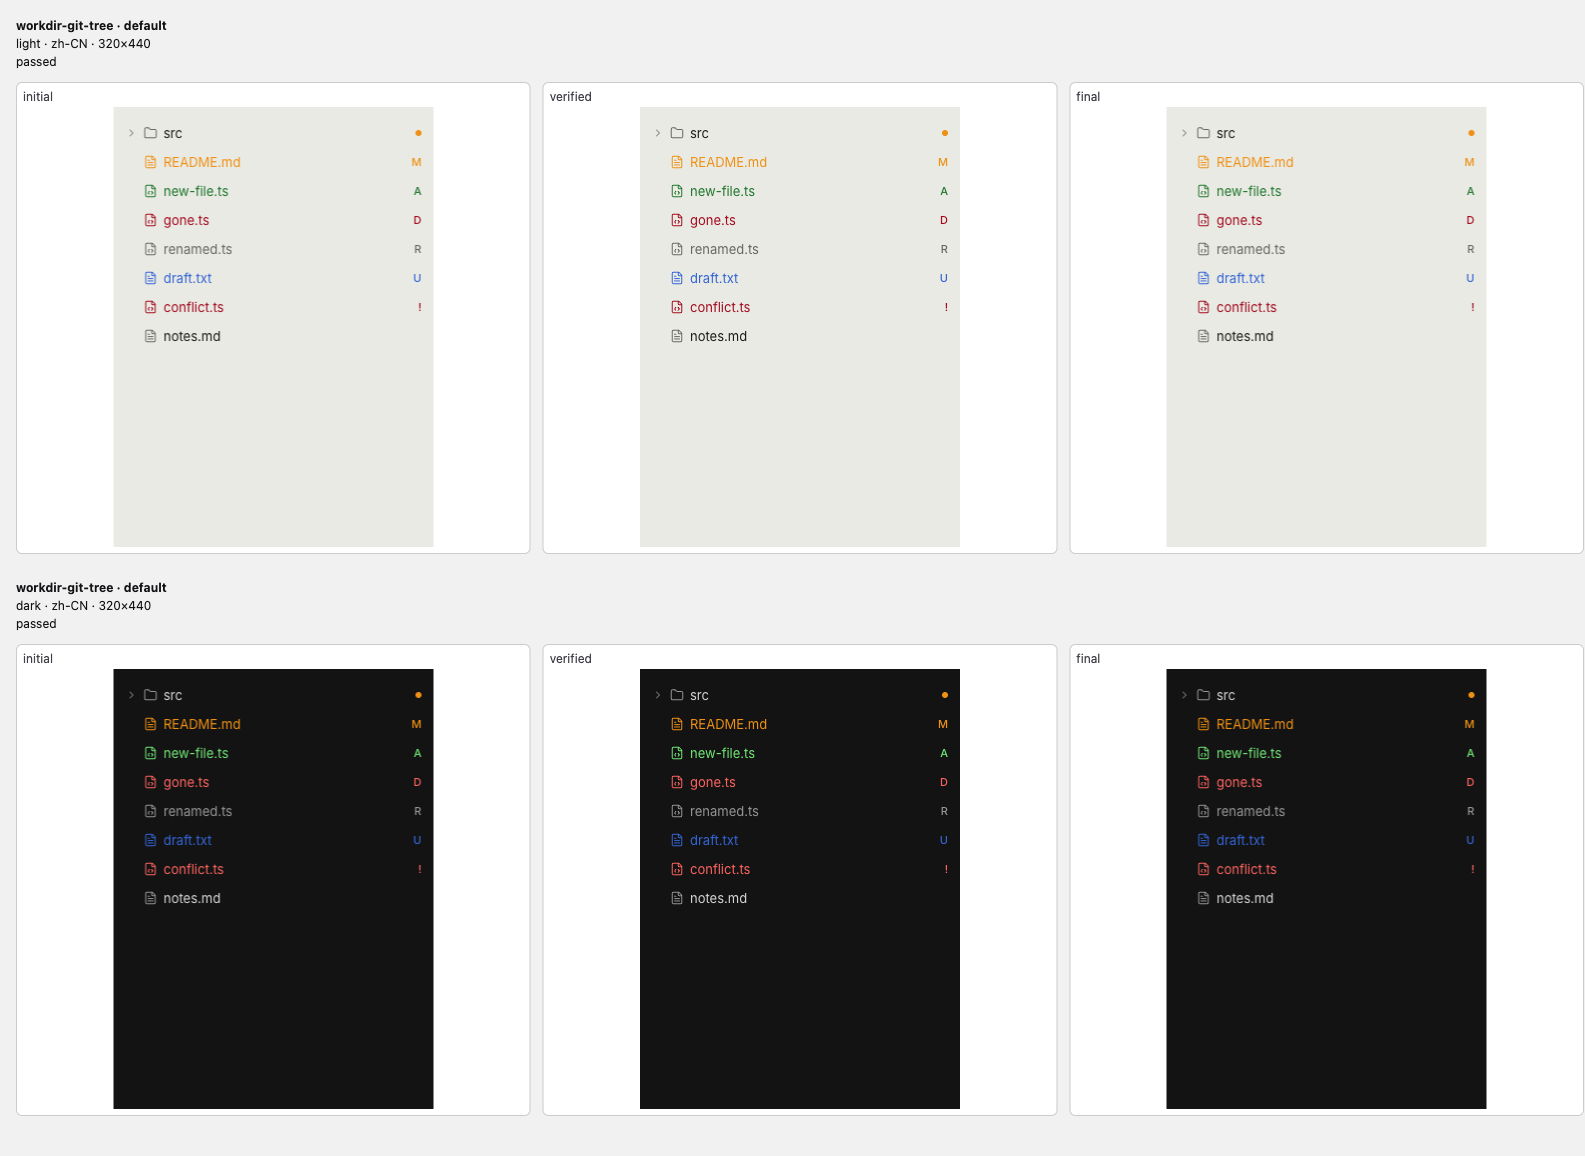 workdir-git-tree · default
light · zh-CN · 320×440
passed
initial
src
README.md M
new-file.ts A
gone.ts D
renamed.ts R
draft.txt U
conflict.ts !
notes.md
verified
src
README.md M
new-file.ts A
gone.ts D
renamed.ts R
draft.txt U
conflict.ts !
notes.md
final
src
README.md M
new-file.ts A
gone.ts D
renamed.ts R
draft.txt U
conflict.ts !
notes.md
workdir-git-tree · default
dark · zh-CN · 320×440
passed
initial
src
README.md M
new-file.ts A
gone.ts D
renamed.ts R
draft.txt U
conflict.ts !
notes.md
verified
src
README.md M
new-file.ts A
gone.ts D
renamed.ts R
draft.txt U
conflict.ts !
notes.md
final
src
README.md M
new-file.ts A
gone.ts D
renamed.ts R
draft.txt U
conflict.ts !
notes.md